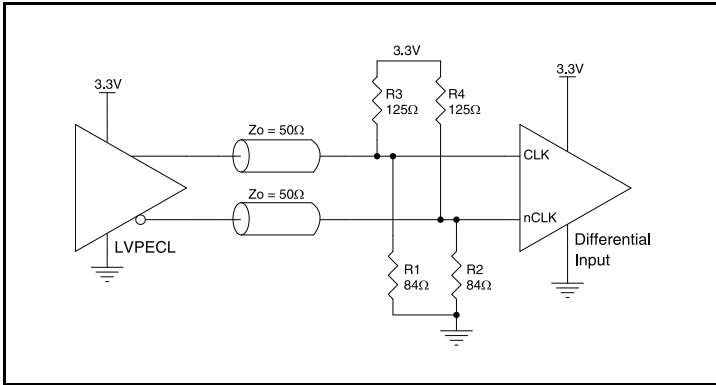 3.3V
3.3V
3.3V
R3
125Ω
R4
125Ω
Zo = 50Ω
CLK
Zo = 50Ω
nCLK
LVPECL
Differential
Input
R1
84Ω
R2
84Ω